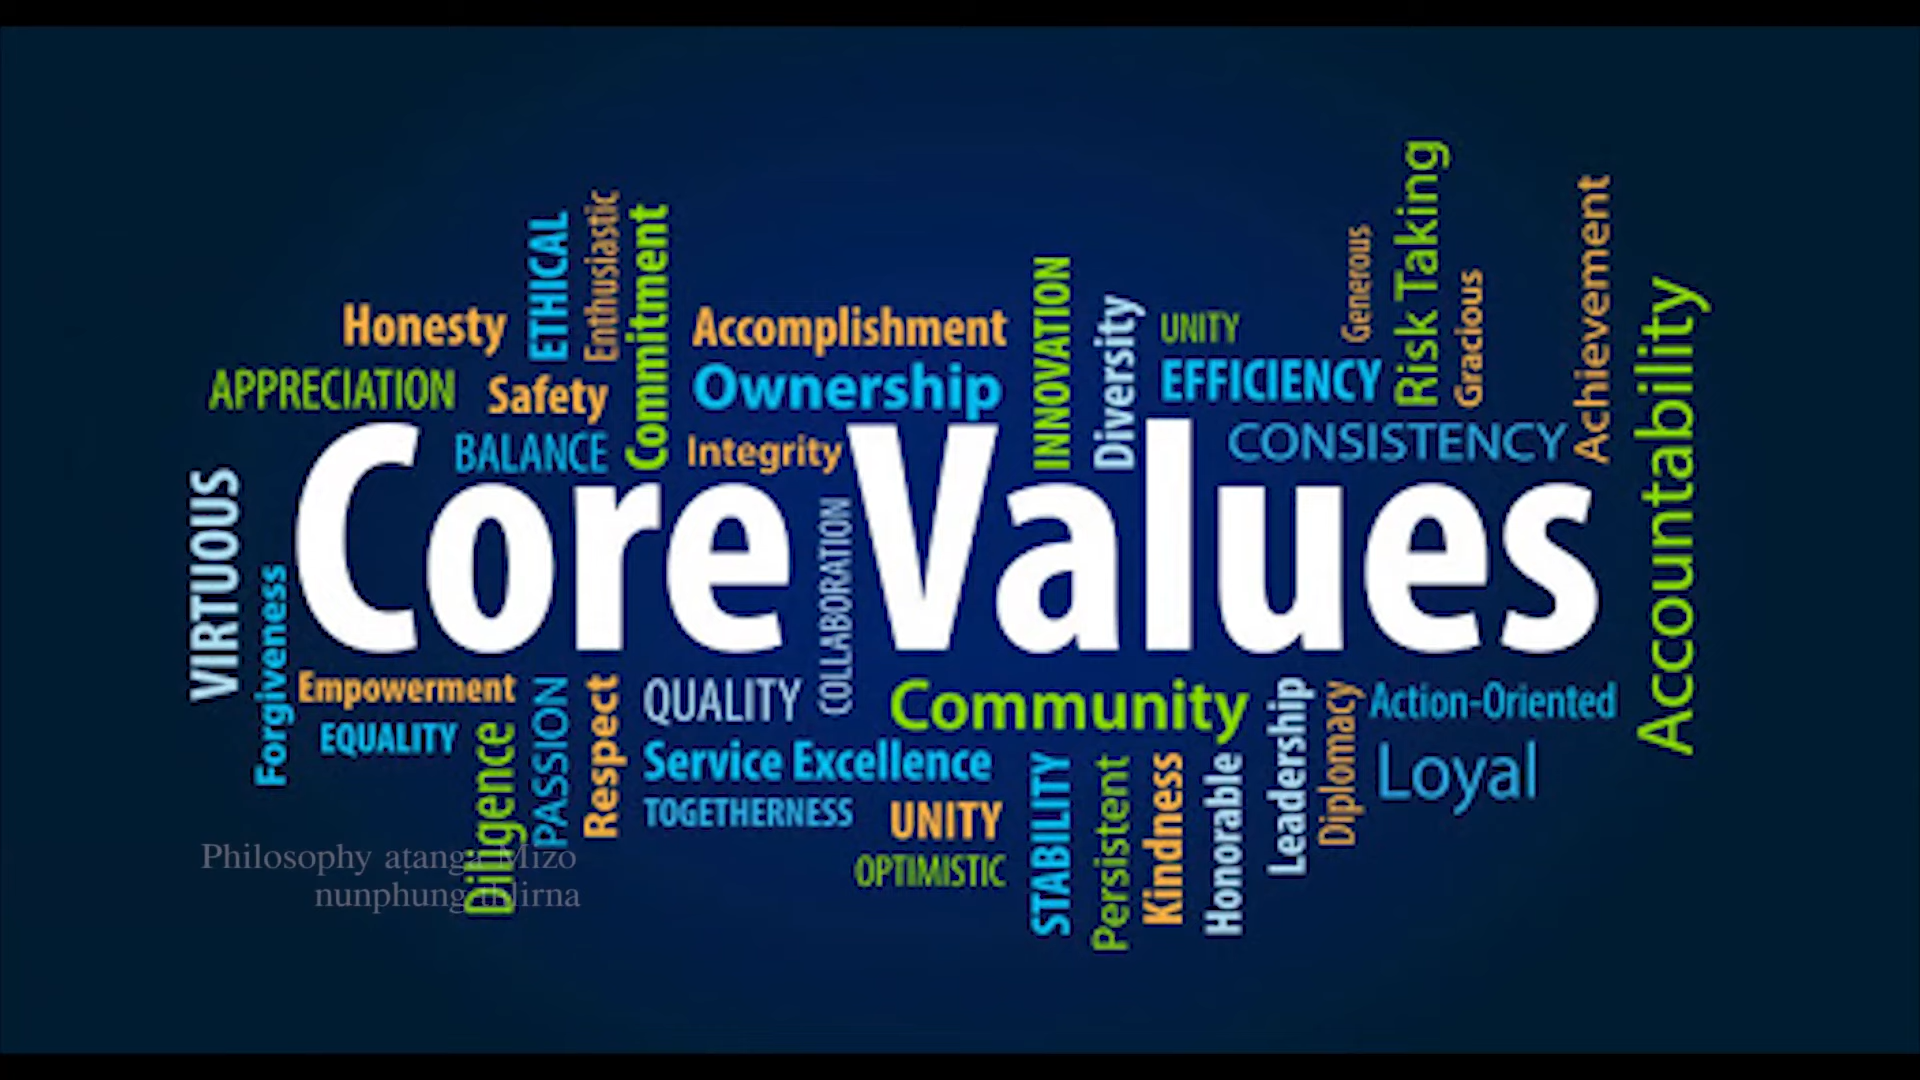 Risk Taking
Achievement
Enthusiastic
Commitment
ETHICAL
Generous
INNOVATION
Gracious
Accountability
Diversity
Honesty
Accomplishment
UNITY
APPRECIATION
Safety
Ownership
EFFICIENCY
BALANCE
Integrity
CONSISTENCY
Core Values
VIRTUOUS
COLLABORATION
Forgiveness
Empowerment
PASSION
Respect
QUALITY
Community
Leadership
Diplomacy
Action-Oriented
EQUALITY
Diligence
Service Excellence
Loyal
TOGETHERNESS
UNITY
STABILITY
Persistent
Kindness
Honorable
OPTIMISTIC
Philosophy aṭanga Mizo
nunphung